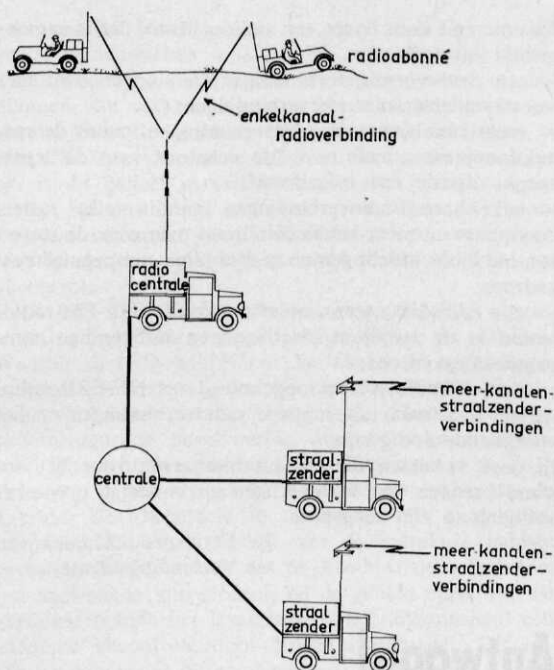 radioabonné
enkelkanaal-
radioverbinding
radio
centrale
meer-kanalen-
straalzender-
verbindingen
centrale
straal
zender
meer-kanalen-
straalzender-
verbindingen
straal
zender